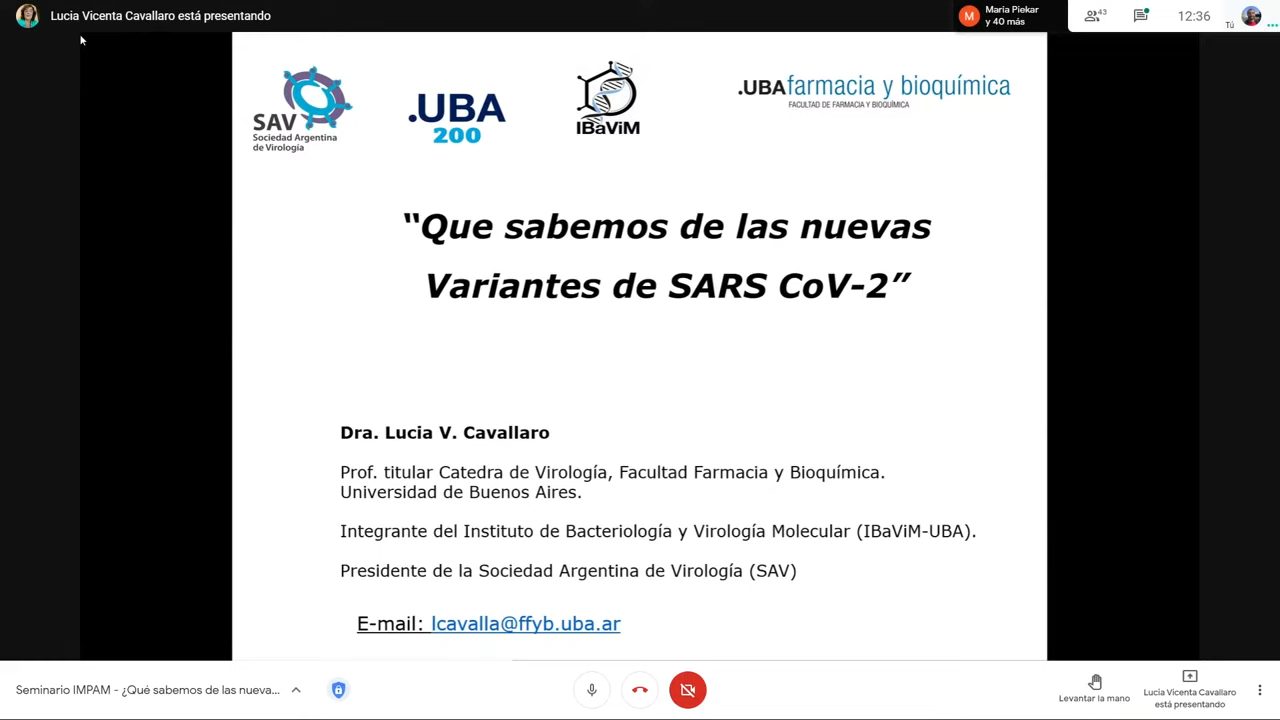 Lucia Vicenta Cavallaro está presentando
M
Maria Piekar
y 40 más
43
12:36
Tú
SAV
Sociedad Argentina
de Virología
.UBA
200
IBaViM
.UBAfarmacia y bioquímica
FACULTAD DE FARMACIA Y BIOQUÍMICA
“Que sabemos de las nuevas
Variantes de SARS CoV-2”
Dra. Lucia V. Cavallaro
Prof. titular Catedra de Virología, Facultad Farmacia y Bioquímica.
Universidad de Buenos Aires.
Integrante del Instituto de Bacteriología y Virología Molecular (IBaViM-UBA).
Presidente de la Sociedad Argentina de Virología (SAV)
E-mail: lcavalla@ffyb.uba.ar
Seminario IMPAM - ¿Qué sabemos de las nueva...
Levantar la mano
Lucia Vicenta Cavallaro
está presentando